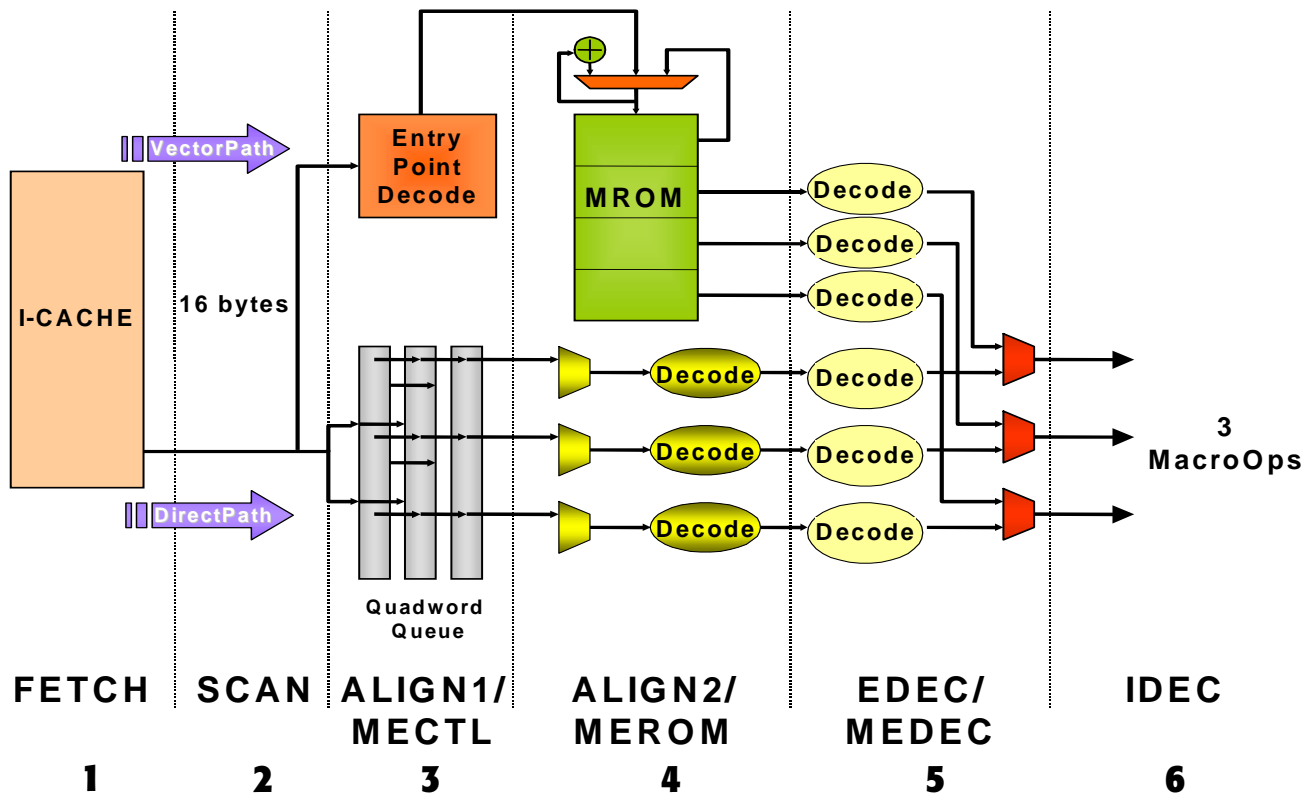 VectorPath
Entry
Point
Decode
MROM
Decode
Decode
Decode
I-CACHE
16 bytes
Decode
Decode
Decode
Decode
Decode
Decode
DirectPath
3
MacroOps
Quadword
Queue
FETCH
SCAN
ALIGN1/
MECTL
ALIGN2/
MEROM
EDEC/
MEDEC
IDEC
1
2
3
4
5
6